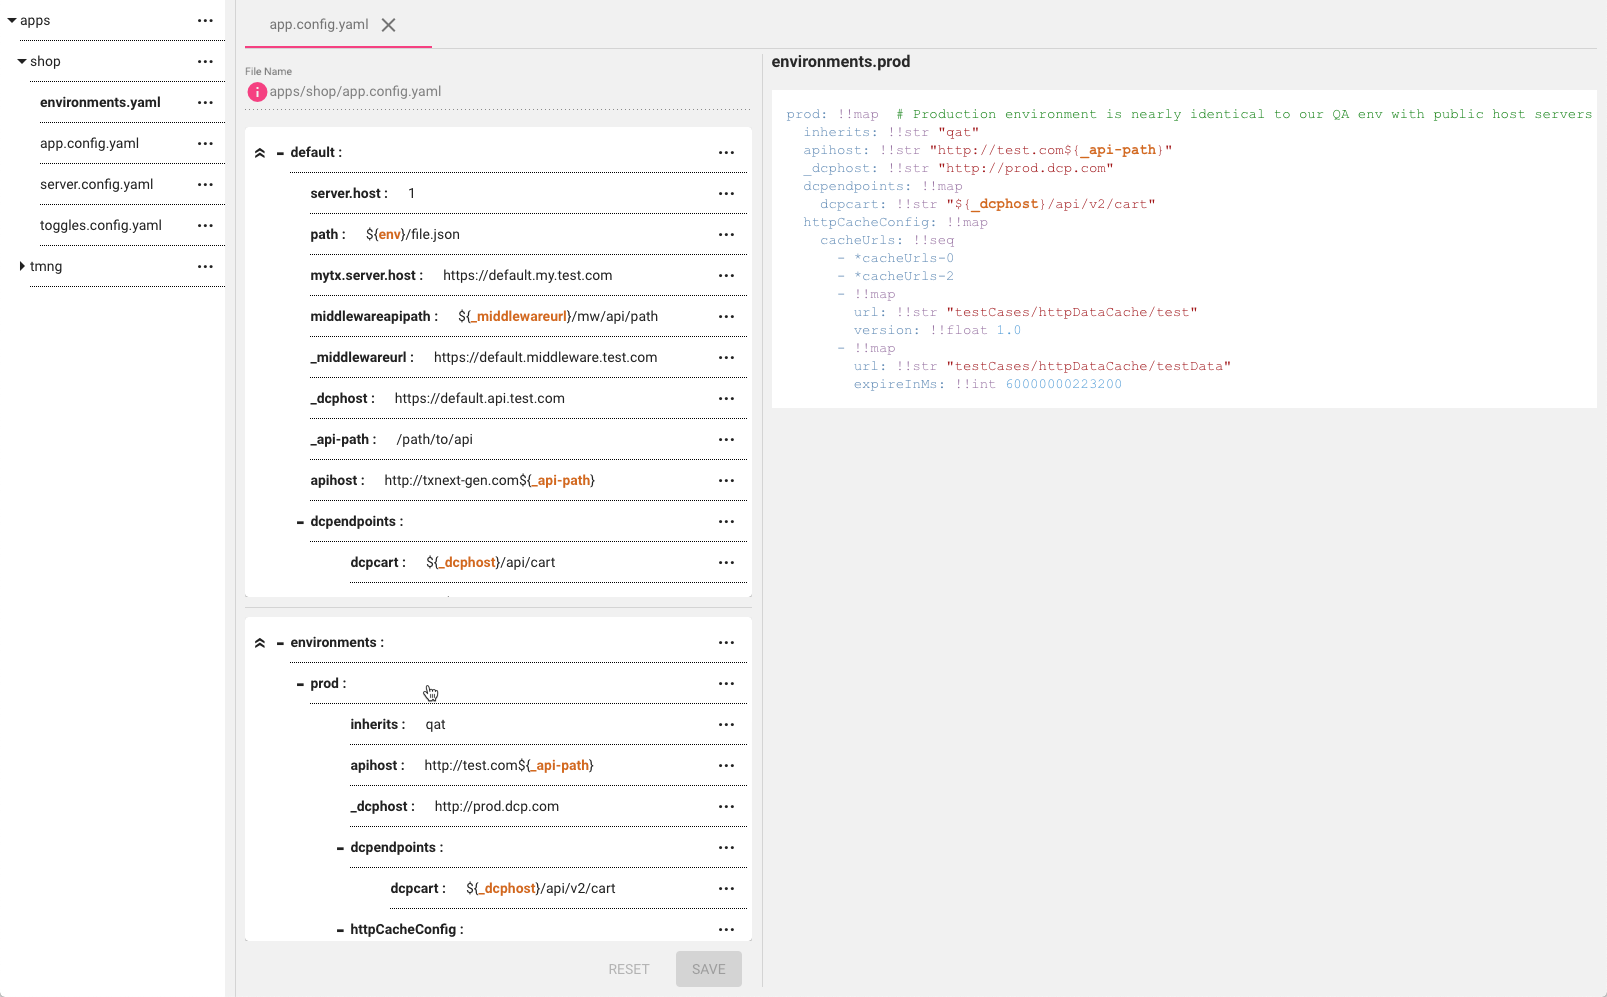 apps
shop
environments.yaml
app.config.yaml
server.config.yaml
toggles.config.yaml
tmng
app.config.yaml
File Name
apps/shop/app.config.yaml
default :
server.host : 1
path : ${env}/file.json
mytx.server.host : https://default.my.test.com
middlewareapipath : ${_middlewareurl}/mw/api/path
_middlewareurl : https://default.middleware.test.com
_dcphost : https://default.api.test.com
_api-path : /path/to/api
apihost : http://txnext-gen.com${_api-path}
dcpendpoints :
dcpcart : ${_dcphost}/api/cart
environments :
prod :
inherits : qat
apihost : http://test.com${_api-path}
_dcphost : http://prod.dcp.com
dcpendpoints :
dcpcart : ${_dcphost}/api/v2/cart
httpCacheConfig :
RESET SAVE
environments.prod
prod: !!map # Production environment is nearly identical to our QA env with public host servers
inherits: !!str "qat"
apihost: !!str "http://test.com${_api-path}"
_dcphost: !!str "http://prod.dcp.com"
dcpendpoints: !!map
dcpcart: !!str "${_dcphost}/api/v2/cart"
httpCacheConfig: !!map
cacheUrls: !!seq
- *cacheUrls-0
- *cacheUrls-2
- !!map
url: !!str "testCases/httpDataCache/test"
version: !!float 1.0
- !!map
url: !!str "testCases/httpDataCache/testData"
expireInMs: !!int 60000000223200